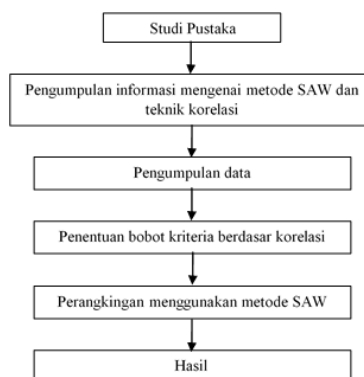 Studi Pustaka
Pengumpulan informasi mengenai metode SAW dan
teknik korelasi
Pengumpulan data
Penentuan bobot kriteria berdasar korelasi
Perangkingan menggunakan metode SAW
Hasil